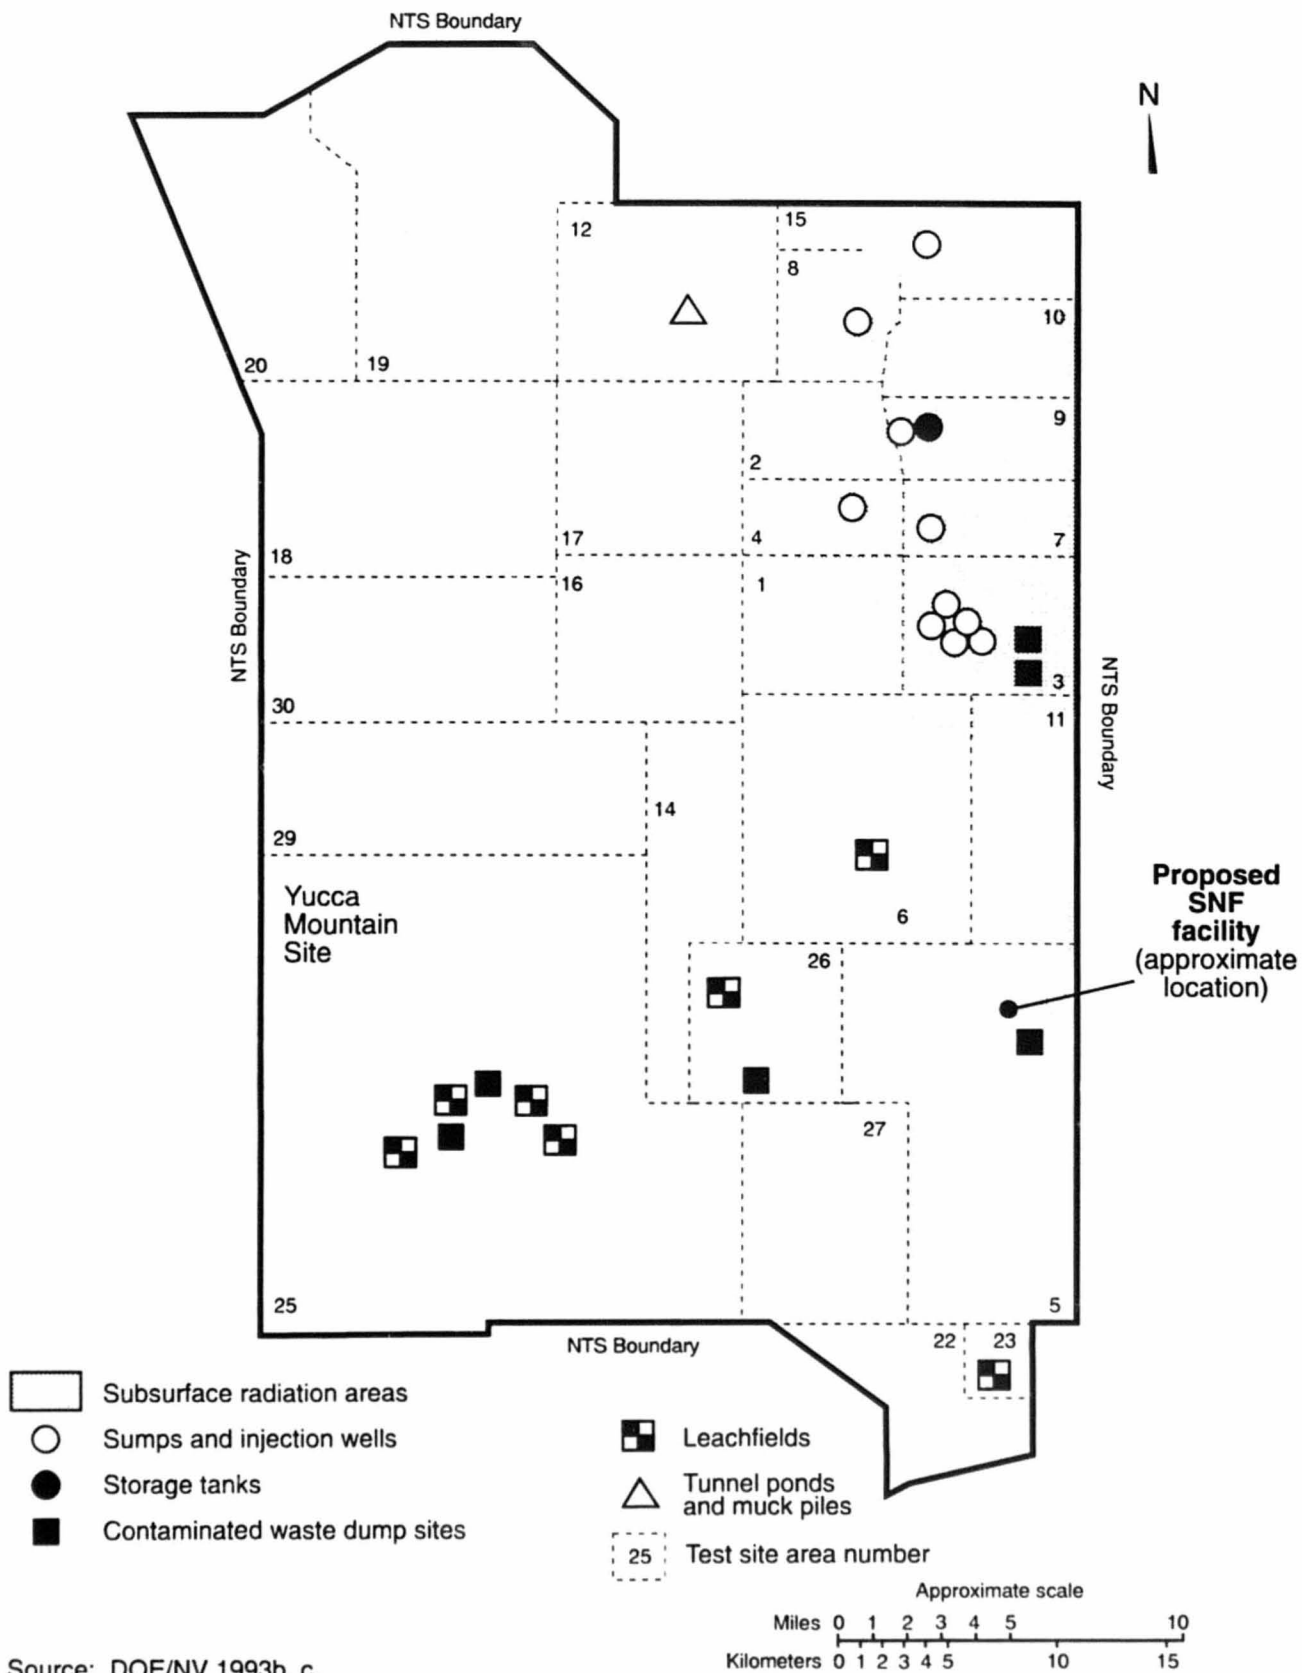 NTS Boundary
N
12
15
8
10
20
19
9
2
18
17
4
7
16
1
NTS Boundary
3
30
11
NTS Boundary
14
29
Yucca
Mountain
Site
Proposed
SNF
facility
(approximate
location)
6
26
27
25
5
NTS Boundary
22
23
Subsurface radiation areas
Sumps and injection wells
Storage tanks
Contaminated waste dump sites
Leachfields
Tunnel ponds
and muck piles
25 Test site area number
Approximate scale
Miles 0 1 2 3 4 5 10
Kilometers 0 1 2 3 4 5 10 15
Source: DOE/NV 1993b, c